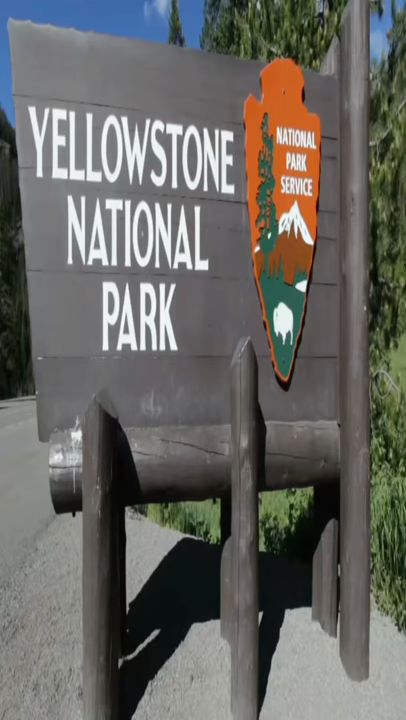 YELLOWSTONE
NATIONAL
PARK
NATIONAL
PARK
SERVICE